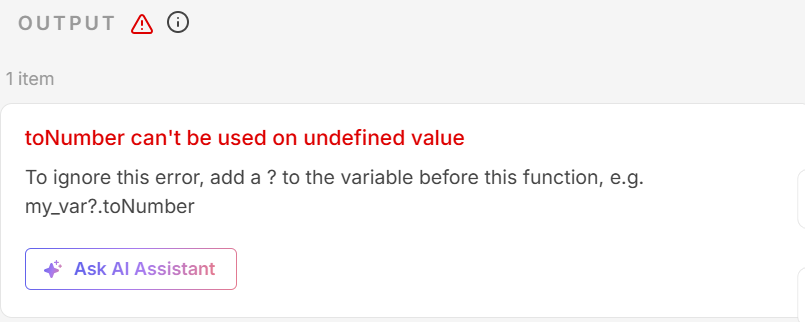 OUTPUT
1 item
toNumber can't be used on undefined value
To ignore this error, add a ? to the variable before this function, e.g.
my_var?.toNumber
Ask AI Assistant